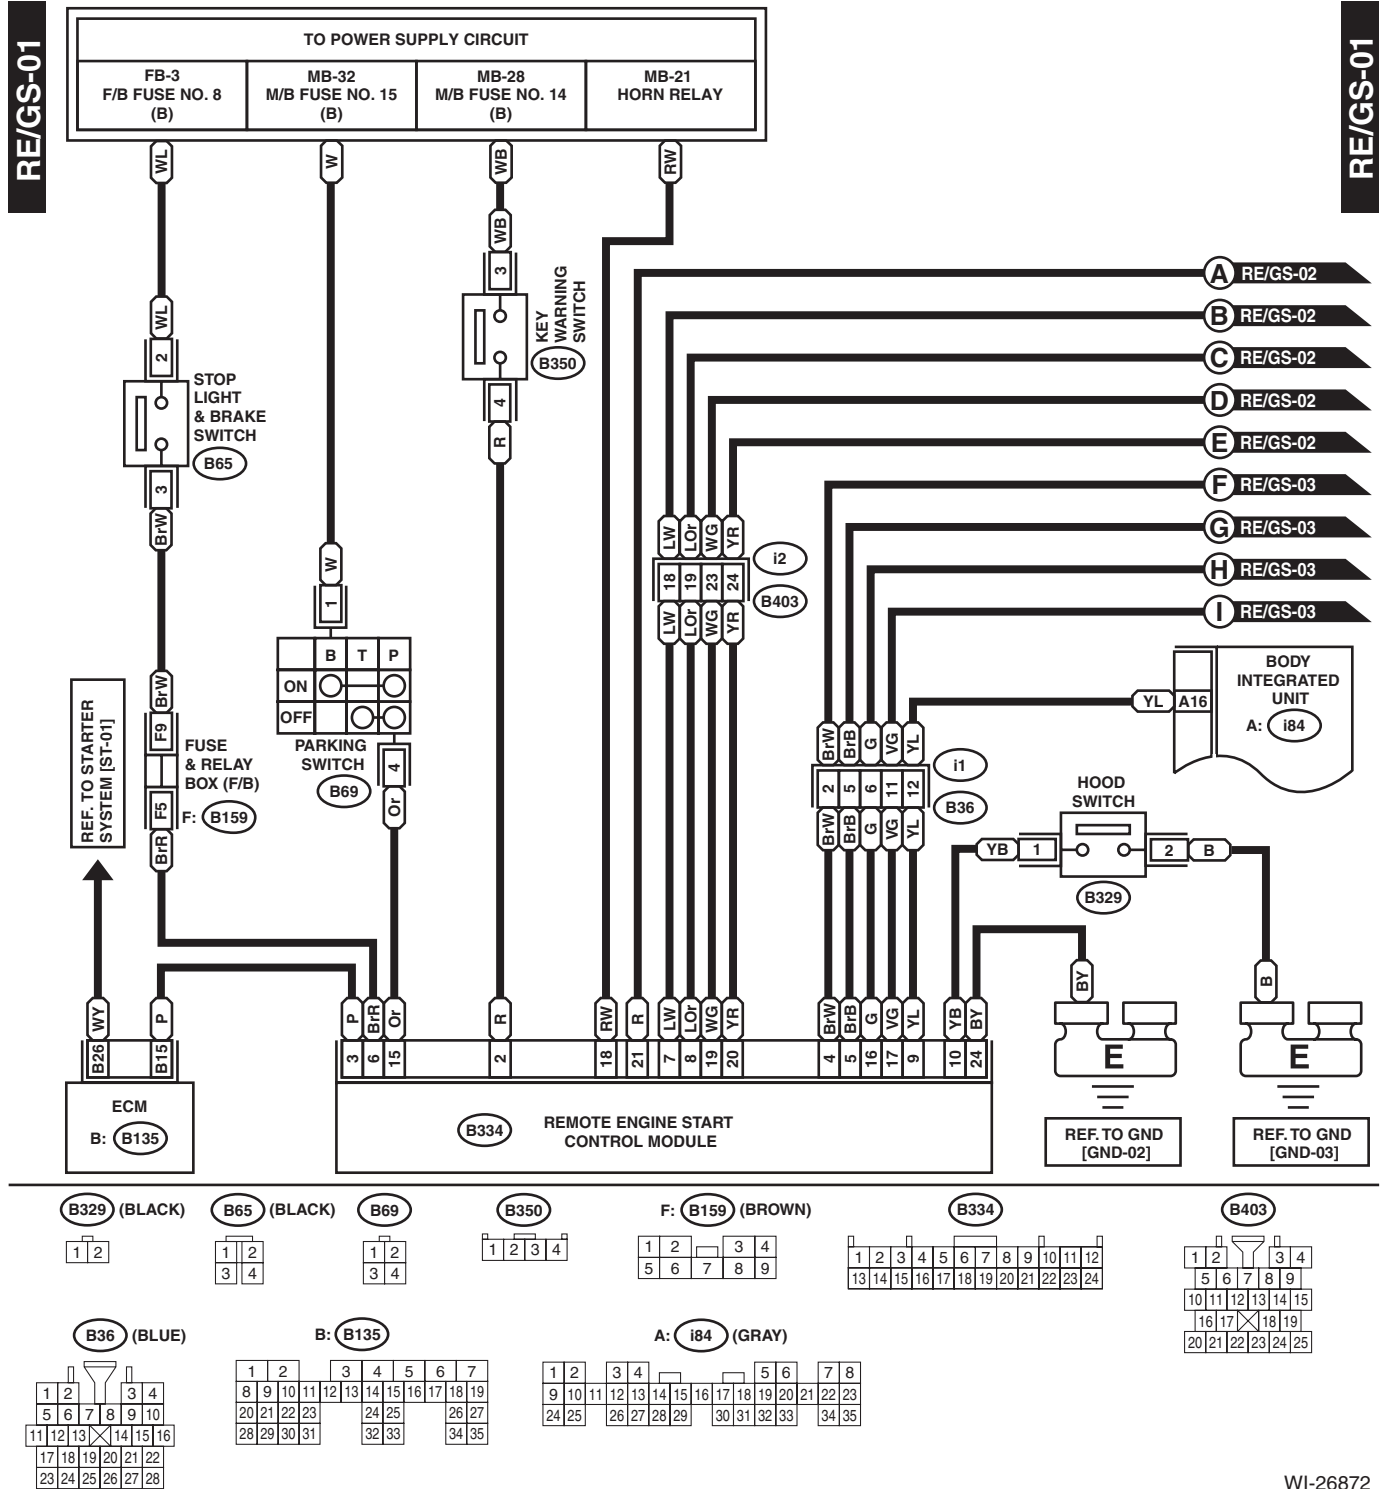 RE/GS-01
RE/GS-01
TO POWER SUPPLY CIRCUIT
FB-3
F/B FUSE NO. 8
(B)
MB-32
M/B FUSE NO. 15
(B)
MB-28
M/B FUSE NO. 14
(B)
MB-21
HORN RELAY
WL
W
WB
RW
WB
3
KEY
WARNING
SWITCH
B350
4
R
WL
2
STOP
LIGHT
& BRAKE
SWITCH
B65
3
BrW
A RE/GS-02
B RE/GS-02
C RE/GS-02
D RE/GS-02
E RE/GS-02
F RE/GS-03
G RE/GS-03
H RE/GS-03
I RE/GS-03
LW LOr WG YR
i2
18 19 23 24
B403
LW LOr WG YR
W
1
B T P
ON
OFF
PARKING
SWITCH
B69
4
Or
BrW
F9
FUSE
& RELAY
BOX (F/B)
F5
F: B159
BrR
REF. TO STARTER
SYSTEM [ST-01]
BODY
INTEGRATED
UNIT
A: i84
YL A16
BrW BrB G VG YL
i1
2 5 6 11 12
B36
BrW BrB G VG YL
HOOD
SWITCH
YB 1 2 B
B329
BY
B
WY P P BrR Or R RW R LW LOr WG YR BrW BrB G VG YL YB BY
B26 B15 3 6 15 2 18 21 7 8 19 20 4 5 16 17 9 10 24
E
E
ECM
B: B135
B334
REMOTE ENGINE START
CONTROL MODULE
REF. TO GND
[GND-02]
REF. TO GND
[GND-03]
B329 (BLACK)
1 2
B65 (BLACK)
1 2
3 4
B69
1 2
3 4
B350
1 2 3 4
F: B159 (BROWN)
1 2 3 4
5 6 7 8 9
B334
1 2 3 4 5 6 7 8 9 10 11 12
13 14 15 16 17 18 19 20 21 22 23 24
B403
1 2 3 4
5 6 7 8 9
10 11 12 13 14 15
16 17 18 19
20 21 22 23 24 25
B36 (BLUE)
1 2 3 4
5 6 7 8 9 10
11 12 13 14 15 16
17 18 19 20 21 22
23 24 25 26 27 28
B: B135
1 2 3 4 5 6 7
8 9 10 11 12 13 14 15 16 17 18 19
20 21 22 23 24 25 26 27
28 29 30 31 32 33 34 35
A: i84 (GRAY)
1 2 3 4 5 6 7 8
9 10 11 12 13 14 15 16 17 18 19 20 21 22 23
24 25 26 27 28 29 30 31 32 33 34 35
WI-26872